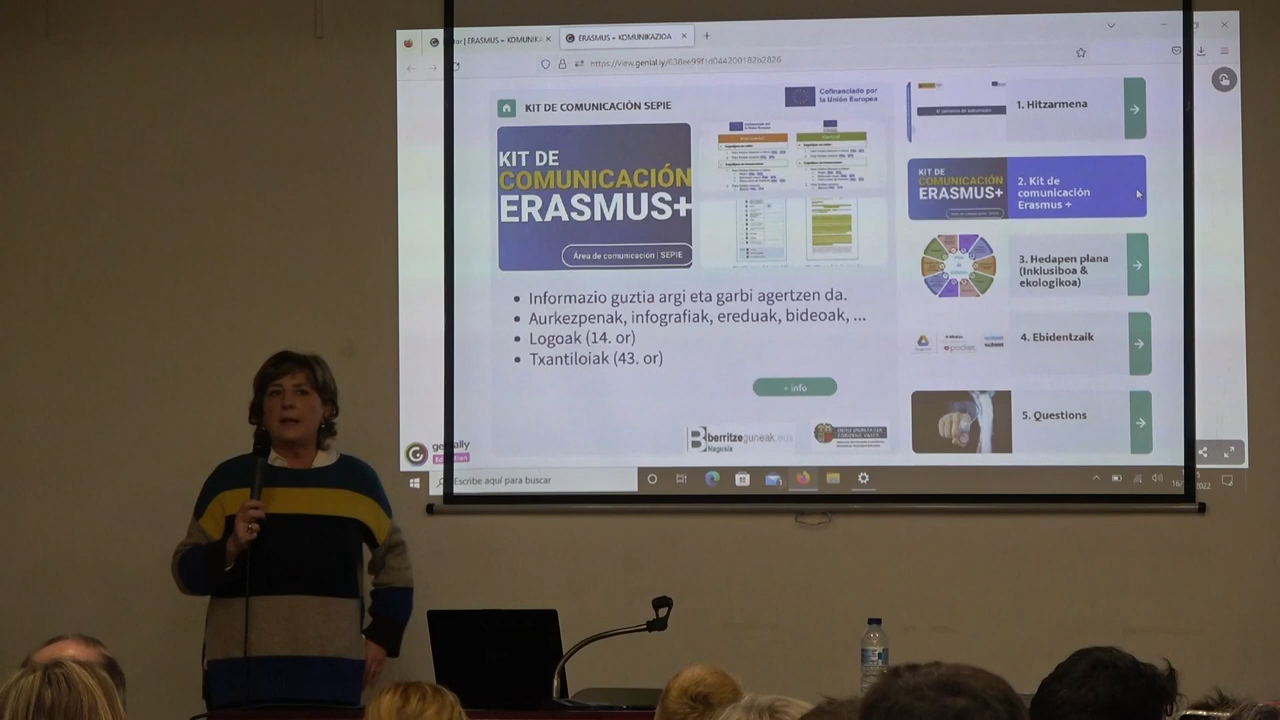 ERASMUS + KOMUNIKA
ERASMUS + KOMUNIKAZIOA
https://view.genial.ly/638ee99f1d044200182b2826
KIT DE COMUNICACIÓN SEPIE
Cofinanciado por
la Unión Europea
KIT DE
COMUNICACIÓN
ERASMUS+
Área de comunicación | SEPIE
Informazio guztia argi eta garbi agertzen da.
Aurkezpenak, infografiak, ereduak, bideoak, ...
Logoak (14. or)
Txantiloiak (43. or)
+ info
berritzeguneak.eus
Nagusia
1. Hitzarmena
KIT DE
COMUNICACIÓN
ERASMUS+
2. Kit de
comunicación
Erasmus +
3. Hedapen plana
(Inklusiboa &
ekologikoa)
pocket
4. Ebidentzaik
5. Questions
genially
Escribe aquí para buscar